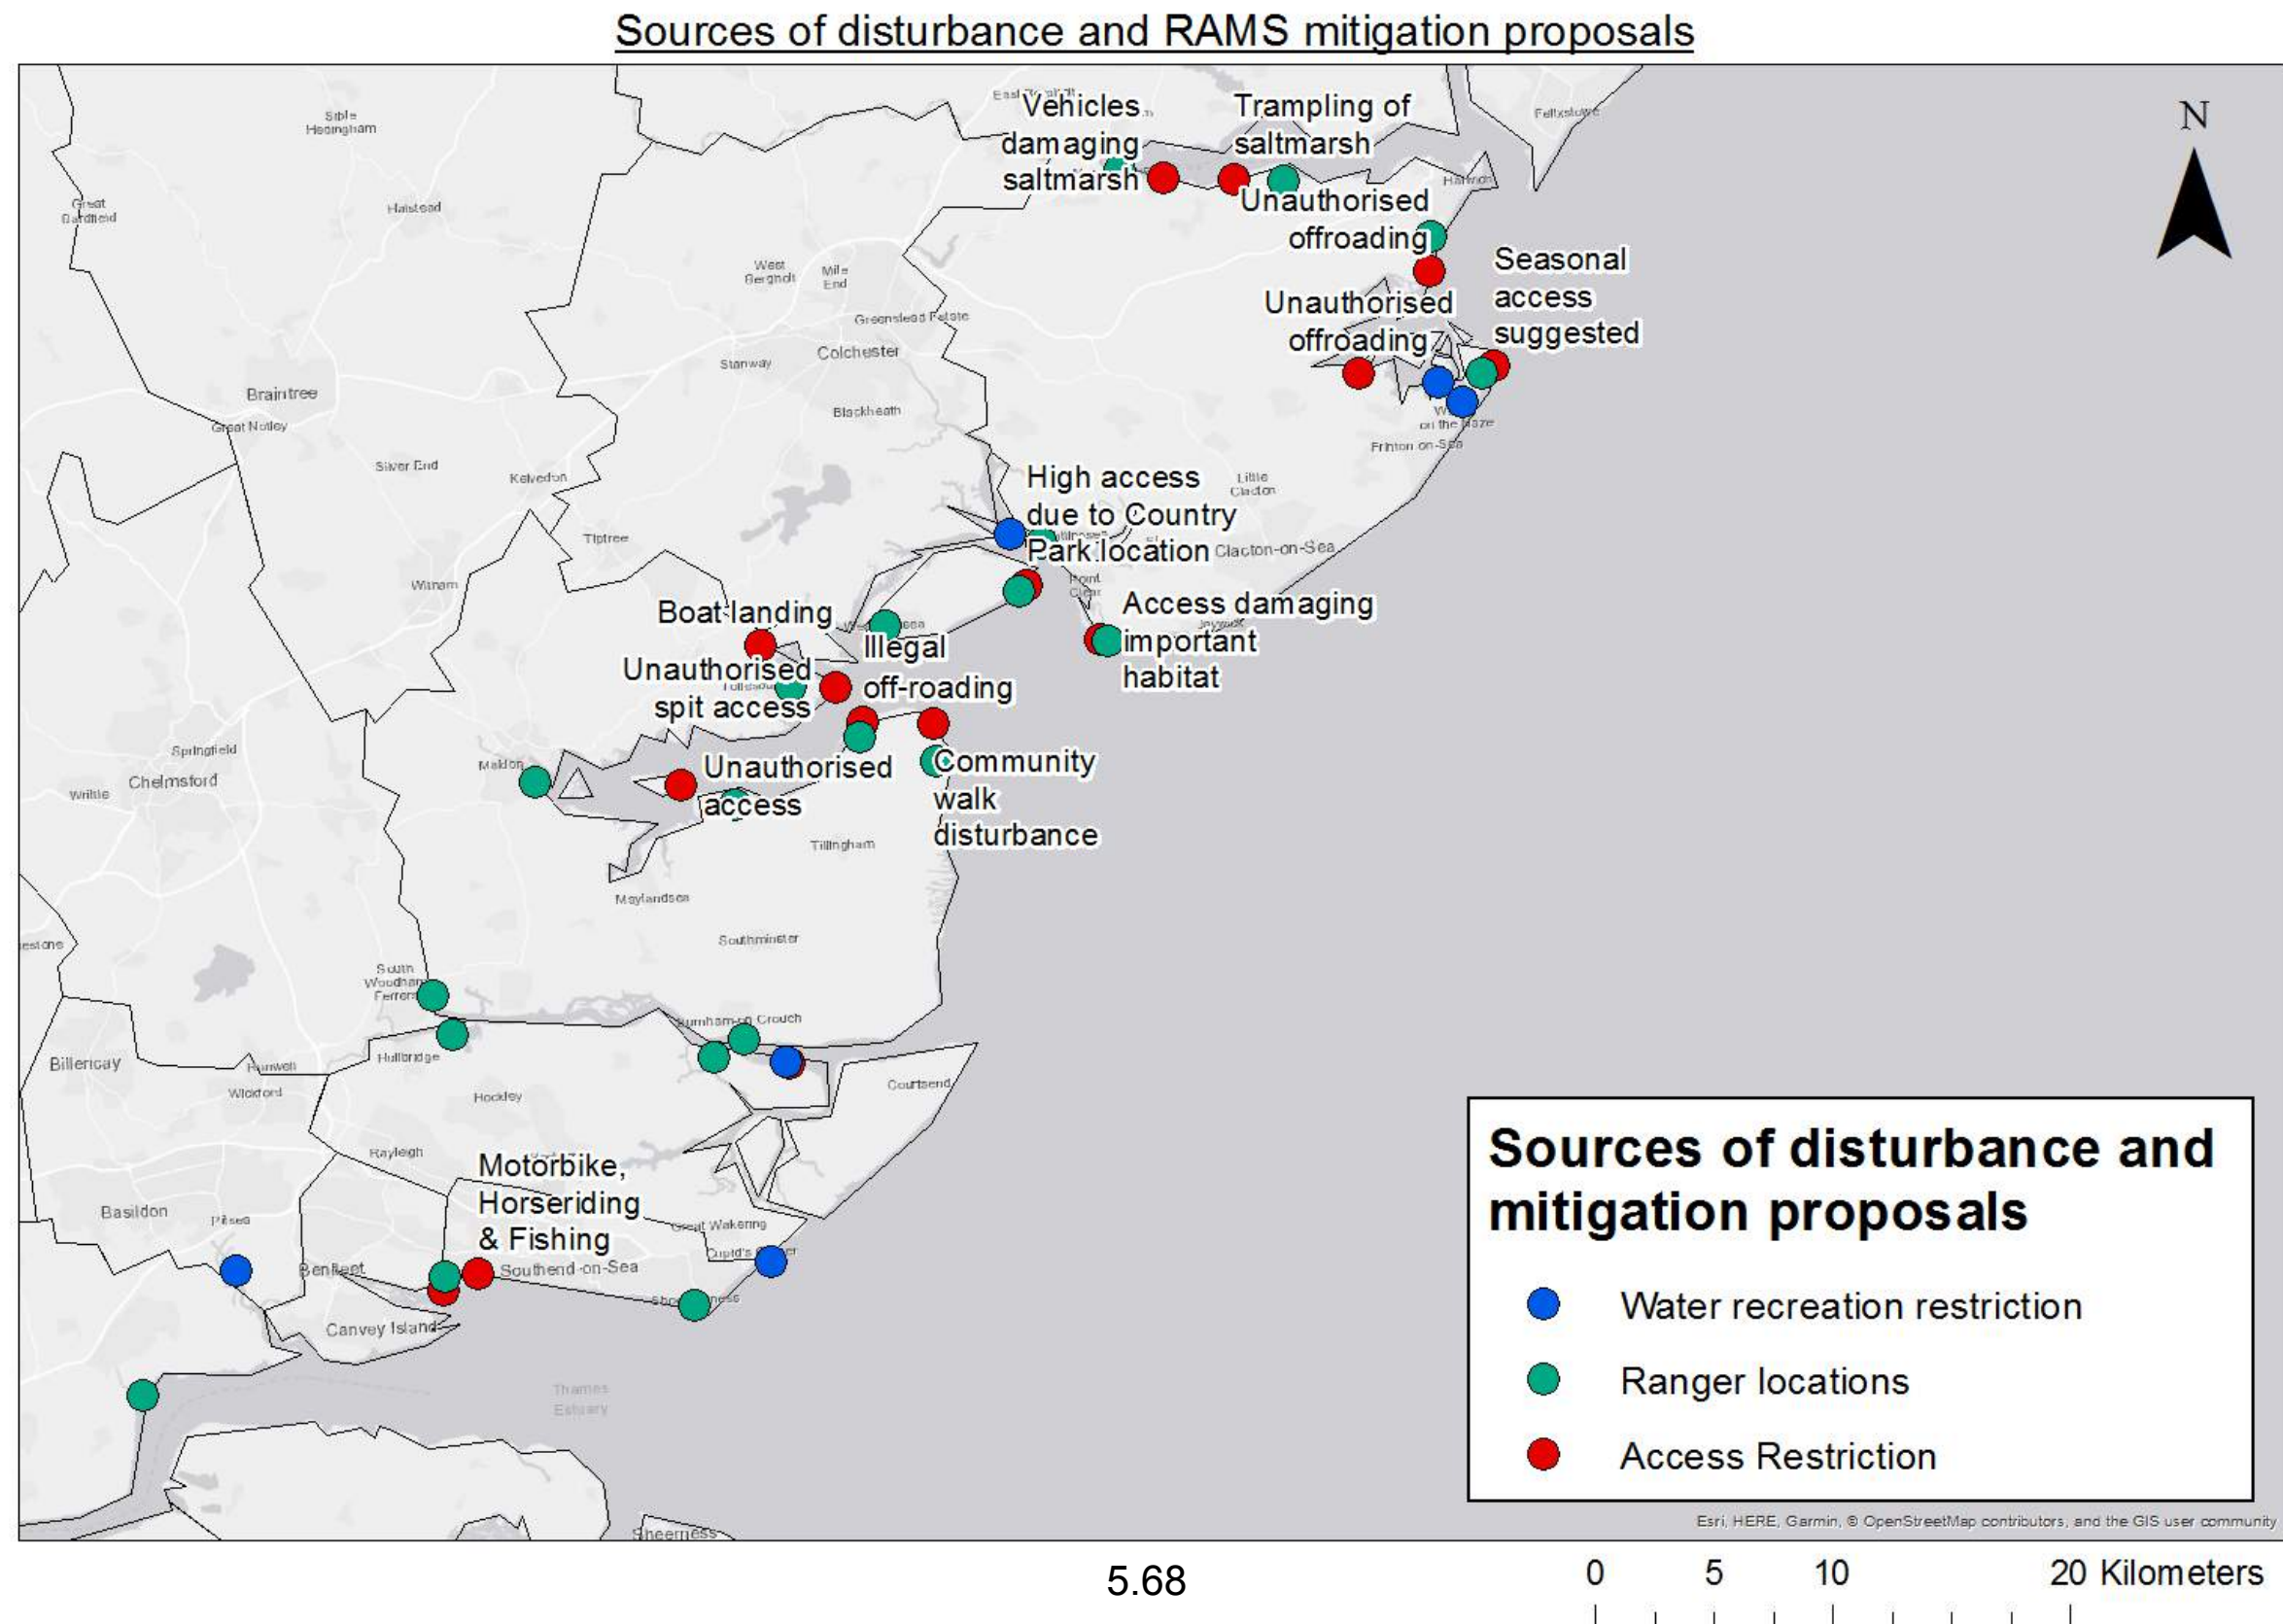 Sources of disturbance and RAMS mitigation proposals
Vehicles
damaging
saltmarsh
Trampling of
saltmarsh
Felixstowe
N
Sible
Hedingham
Great
Bardfield
Halstead
Harwich
Unauthorised
offroading
Seasonal
access
suggested
West
Bergholt
Mile
End
Greenstead Estate
Unauthorised
offroading
Stanway
Colchester
Braintree
Blackheath
Great Notley
on the Naze
Frinton-on-Sea
Silver End
Kelvedon
High access
due to Country
Park location
Little
Clacton
Tiptree
Clacton-on-Sea
Witham
Point
Clear
Boat landing
Access damaging
important
habitat
Jaywick
Illegal
off-roading
Unauthorised
spit access
Springfield
Chelmsford
Writtle
Maldon
Unauthorised
access
Community
walk
disturbance
Tillingham
Maylandsea
Southminster
South
Woodham
Ferrers
Burnham-on-Crouch
Billericay
Runwell
Hullbridge
Wickford
Hockley
Courtsend
Rayleigh
Motorbike,
Horseriding
& Fishing
Basildon
Pitsea
Great Wakering
Benfleet
Southend-on-Sea
Canvey Island
Thames
Estuary
Sheerness
Sources of disturbance and
mitigation proposals
Water recreation restriction
Ranger locations
Access Restriction
Esri, HERE, Garmin, © OpenStreetMap contributors, and the GIS user community
5.68
0 5 10 20 Kilometers